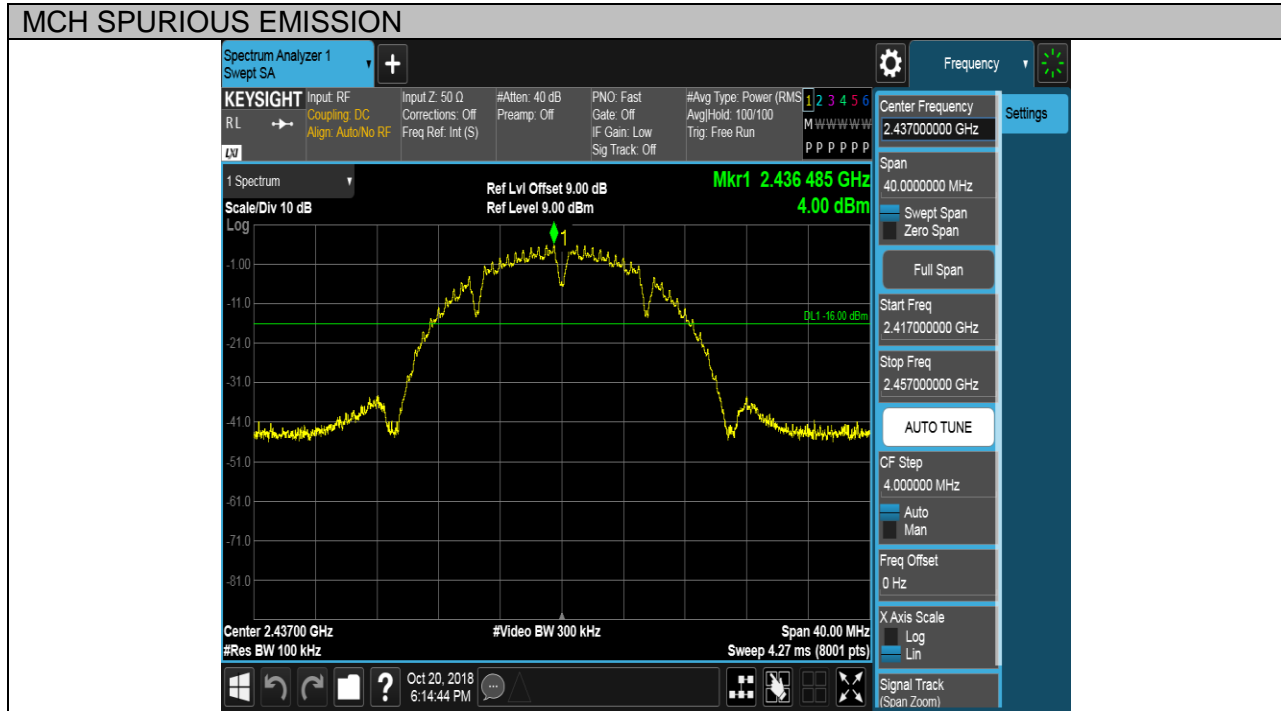 MCH SPURIOUS EMISSION
Spectrum Analyzer 1
Swept SA
+
Frequency
KEYSIGHT
RL
LXI
Input: RF
Coupling: DC
Align: Auto/No RF
Input Z: 50 Ω
Corrections: Off
Freq Ref: Int (S)
#Atten: 40 dB
Preamp: Off
PNO: Fast
Gate: Off
IF Gain: Low
Sig Track: Off
#Avg Type: Power (RMS
Avg|Hold: 100/100
Trig: Free Run
1 2 3 4 5 6
M W W W W W
P P P P P P
1 Spectrum
Scale/Div 10 dB
Ref Lvl Offset 9.00 dB
Ref Level 9.00 dBm
Mkr1 2.436 485 GHz
4.00 dBm
Log
1
-1.00
-11.0
DL1 -16.00 dBm
-21.0
-31.0
-41.0
-51.0
-61.0
-71.0
-81.0
Center 2.43700 GHz
#Res BW 100 kHz
#Video BW 300 kHz
Span 40.00 MHz
Sweep 4.27 ms (8001 pts)
?
Oct 20, 2018
6:14:44 PM
Center Frequency
2.437000000 GHz
Settings
Span
40.0000000 MHz
Swept Span
Zero Span
Full Span
Start Freq
2.417000000 GHz
Stop Freq
2.457000000 GHz
AUTO TUNE
CF Step
4.000000 MHz
Auto
Man
Freq Offset
0 Hz
X Axis Scale
Log
Lin
Signal Track
(Span Zoom)